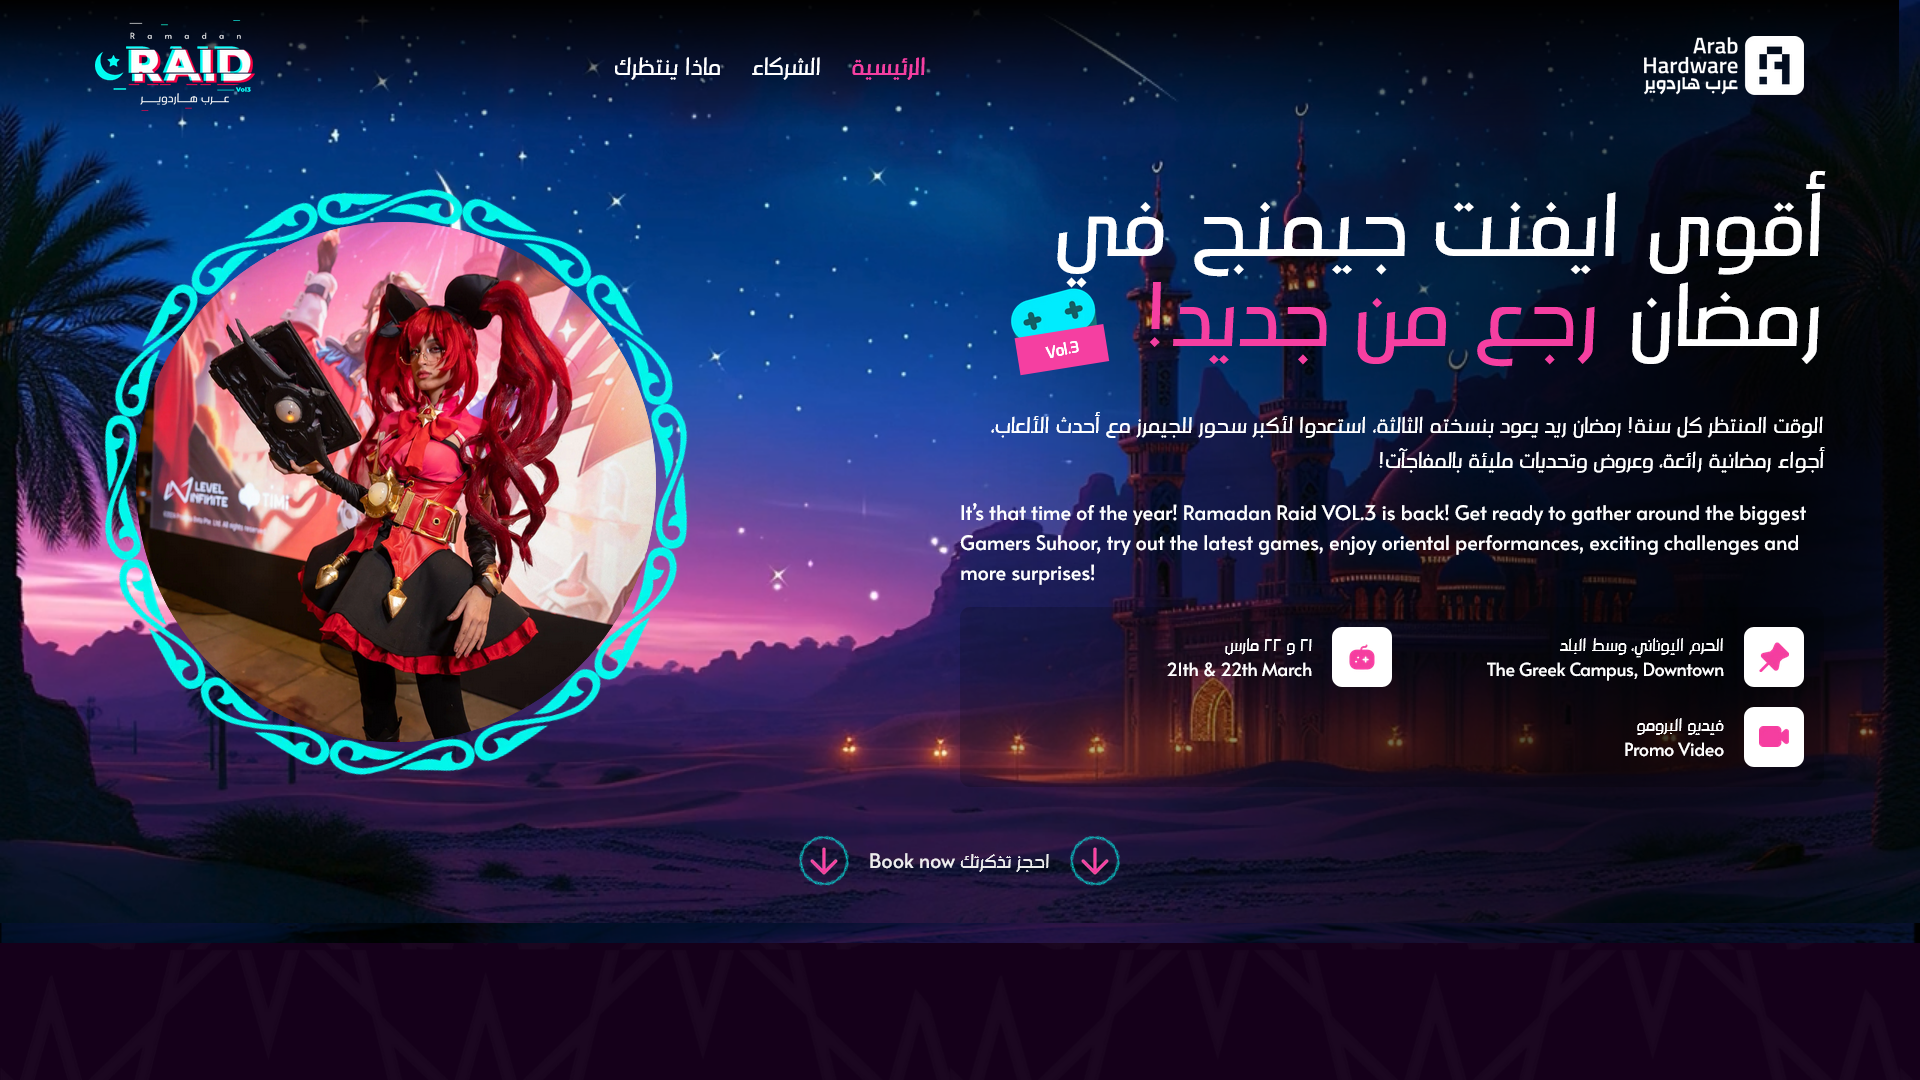 Ramadan
RAID
Vol3
عرب هاردوير
الرئيسية
الشركاء
ماذا ينتظرك
Arab
Hardware
عرب هاردوير
أقوى ايفنت جيمنج في
رمضان رجع من جديد!
Vol.3
الوقت المنتظر كل سنة! رمضان ريد يعود بنسخته الثالثة، استعدوا لأكبر سحور للجيمرز مع أحدث الألعاب،
أجواء رمضانية رائعة، وعروض وتحديات مليئة بالمفاجآت!
It's that time of the year! Ramadan Raid VOL.3 is back! Get ready to gather around the biggest
Gamers Suhoor, try out the latest games, enjoy oriental performances, exciting challenges and
more surprises!
الحرم اليوناني، وسط البلد
The Greek Campus, Downtown
٢١ و ٢٢ مارس
21th & 22th March
فيديو البرومو
Promo Video
LEVEL
INFINITE
TiMi
احجز تذكرتك Book now